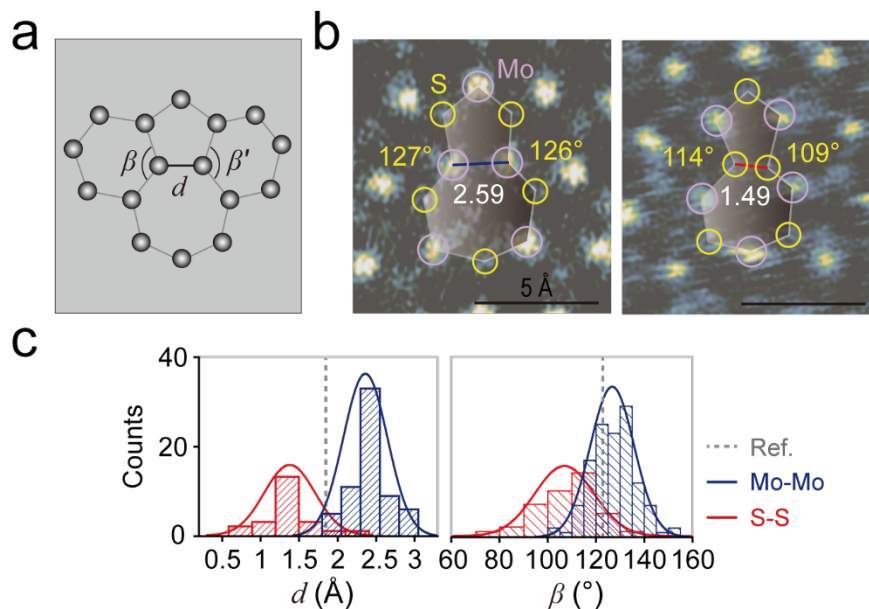 a
β
d
β'
b
S
Mo
127°
126°
2.59
5 Å
114°
109°
1.49
c
Counts
40
20
0
0.5 1 1.5 2 2.5 3
d (Å)
60 80 100 120 140 160
β (°)
Ref.
Mo-Mo
S-S